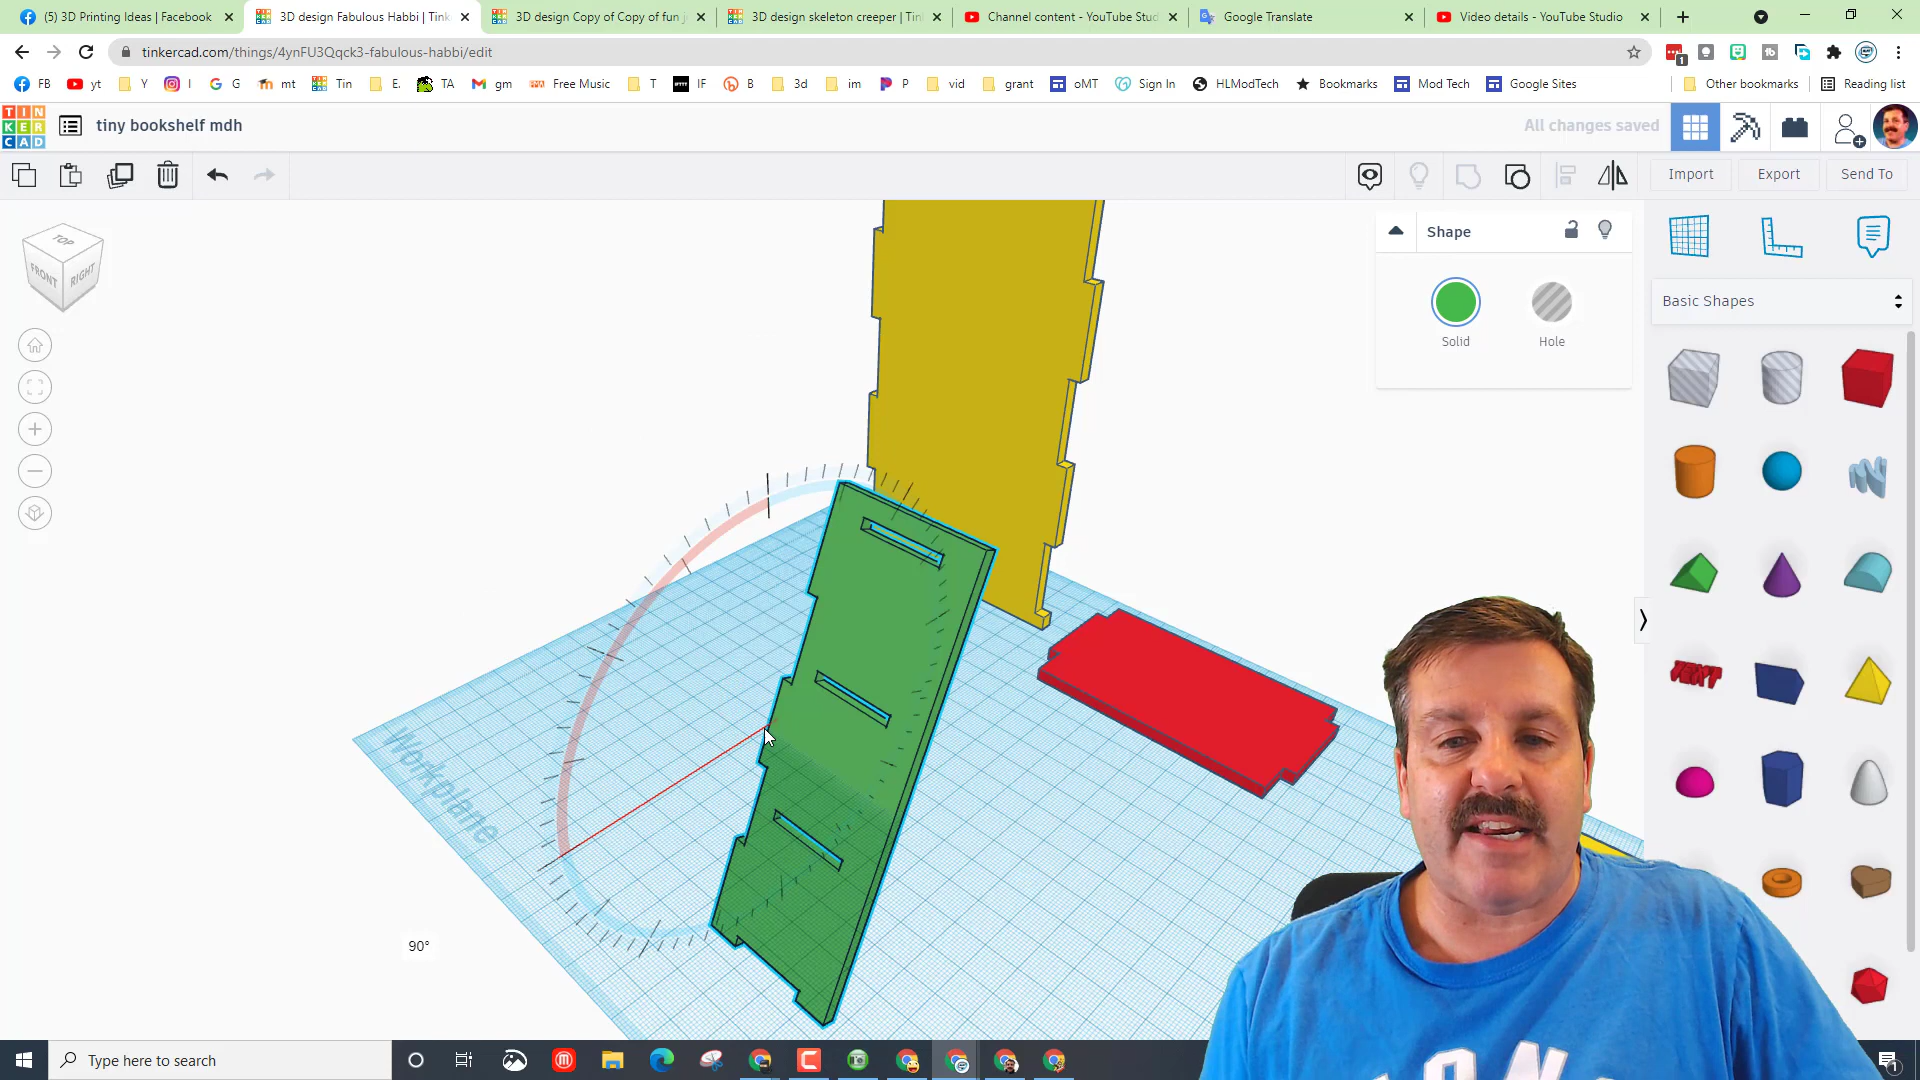 (5) 3D Printing Ideas | Facebook
3D design Fabulous Habbi | Tink
3D design Copy of Copy of fun j
3D design skeleton creeper | Tin
Channel content - YouTube Stud
Google Translate
Video details - YouTube Studio
tinkercad.com/things/4ynFU3Qqck3-fabulous-habbi/edit
FB
yt
Y
I
G
mt
Tin
E.
TA
gm
Free Music
T
IF
B
3d
im
P
vid
grant
oMT
Sign In
HLModTech
Bookmarks
Mod Tech
Google Sites
Other bookmarks
Reading list
TIN
KER
CAD
tiny bookshelf mdh
All changes saved
Import
Export
Send To
TOP
FRONT
RIGHT
Shape
Solid
Hole
Basic Shapes
TEXT
Workplane
90°
Type here to search
1